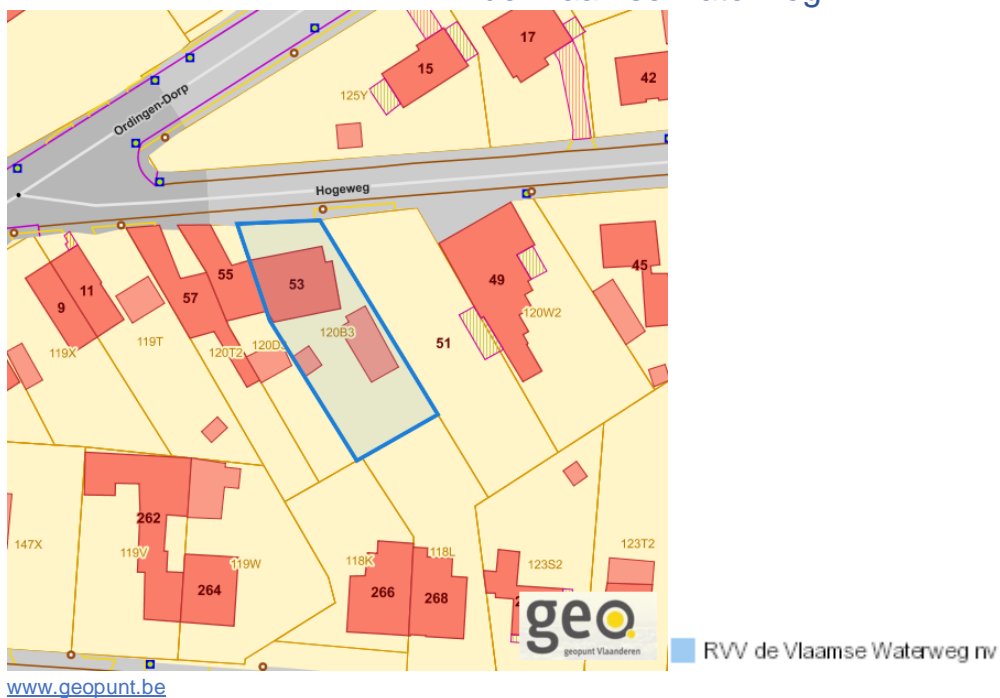 17
15
42
125Y
Ordingen-Dorp
Hogeweg
55
53
49
45
9
11
57
120W2
120B3
119X
119T
120T2
51
262
147X
119V
119W
264
118K
118L
266
268
123S2
123T2
geo.
geopunt Vlaanderen
RVV de Vlaamse Waterweg nv
www.geopunt.be